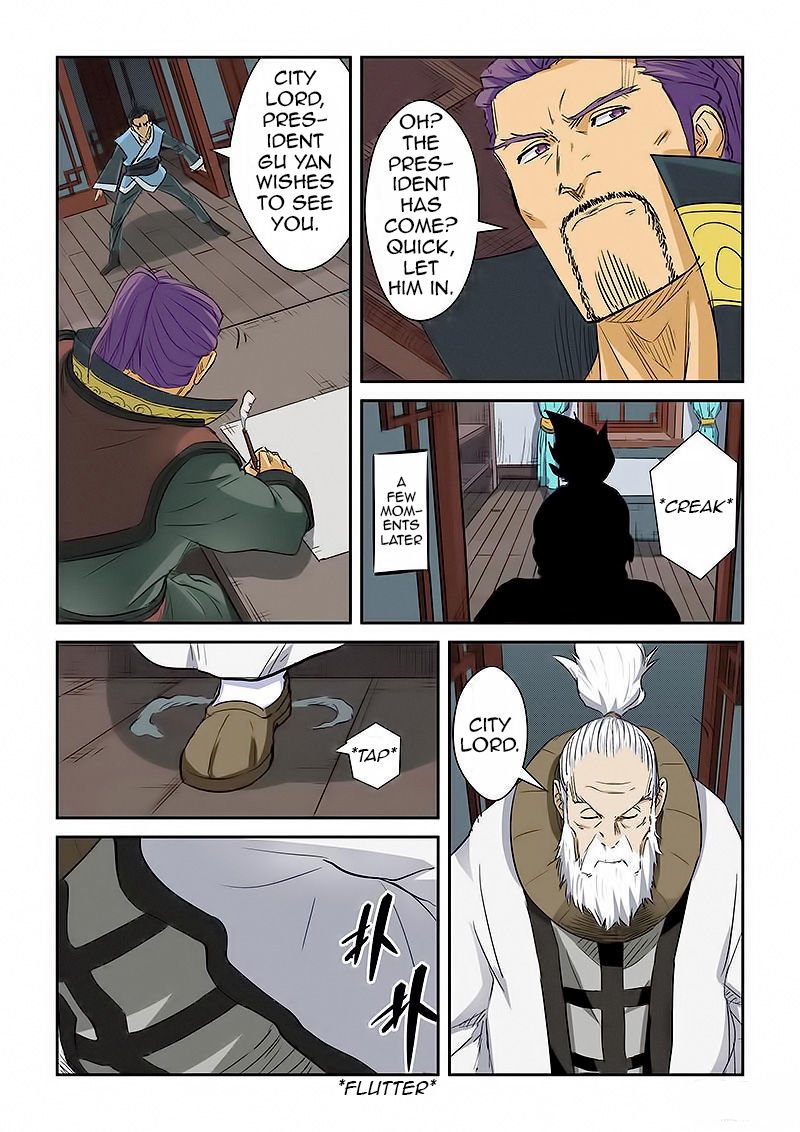 CITY
LORD,
PRES-
IDENT
GU YAN
WISHES
TO SEE
YOU.
OH?
THE
PRES-
IDENT
HAS
COME?
QUICK,
LET
HIM IN.
A
FEW
MOM-
ENTS
LATER
*CREAK*
*TAP*
CITY
LORD.
*FLUTTER*